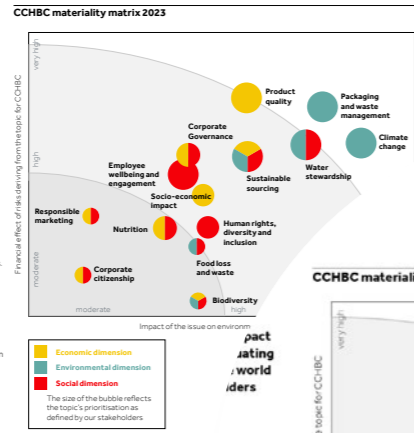 CCHBC materiality matrix 2023
very high
Financial effect of risks deriving from the topic for CCHBC
high
moderate
Product
quality
Packaging
and waste
management
Climate
change
Corporate
Governance
Water
stewardship
Sustainable
sourcing
Employee
wellbeing and
engagement
Socio-economic
impact
Responsible
marketing
Nutrition
Human rights,
diversity and
inclusion
Food loss
and waste
Corporate
citizenship
Biodiversity
moderate
high
Impact of the issue on environm
Economic dimension
Environmental dimension
Social dimension
The size of the bubble reflects
the topic's prioritisation as
defined by our stakeholders
world
CCHBC
very high
topic for CCHBC